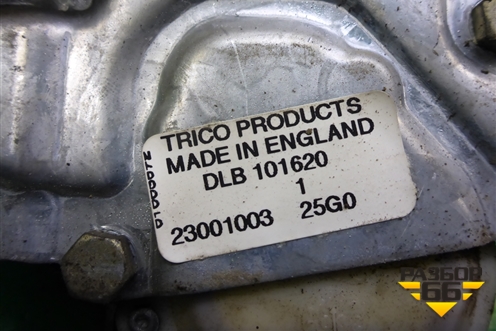 TRICO PRODUCTS
MADE IN ENGLAND
DLB 101620
1
23001003 25G0
РАЗБОР
66